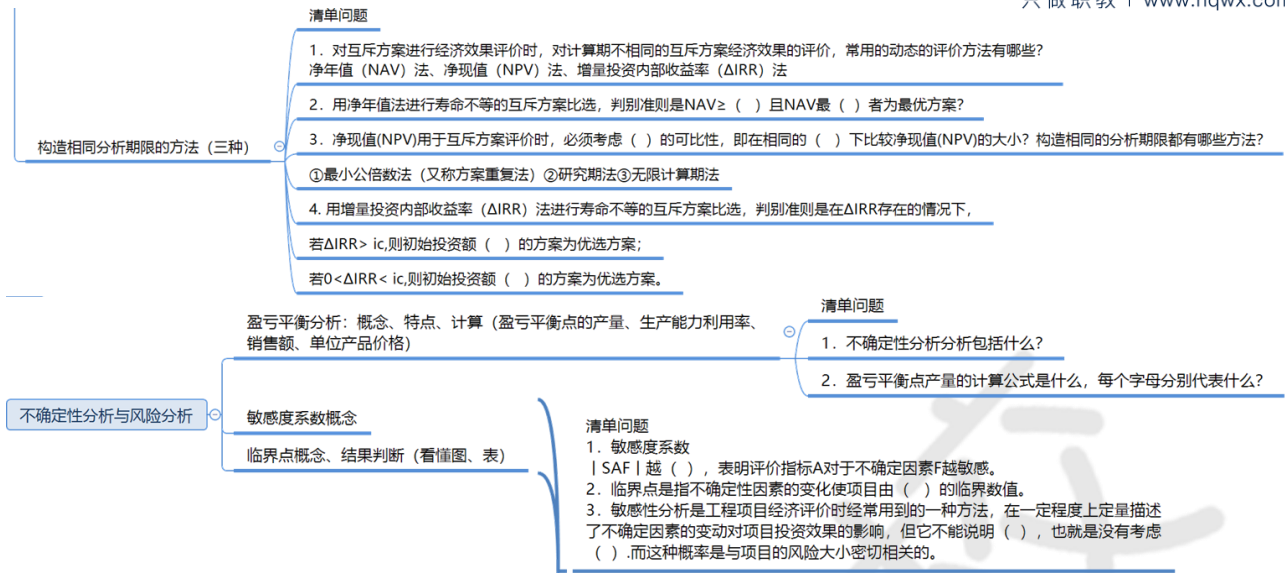 只做职教 | www.hqwx.com
清单问题
1. 对互斥方案进行经济效果评价时，对计算期不相同的互斥方案经济效果的评价，常用的动态的评价方法有哪些？
净年值（NAV）法、净现值（NPV）法、增量投资内部收益率（ΔIRR）法
2. 用净年值法进行寿命不等的互斥方案比选，判别准则是NAV≥（ ）且NAV最（ ）者为最优方案？
构造相同分析期限的方法（三种）
3. 净现值(NPV)用于互斥方案评价时，必须考虑（ ）的可比性，即在相同的（ ）下比较净现值(NPV)的大小？构造相同的分析期限都有哪些方法？
①最小公倍数法（又称方案重复法）②研究期法③无限计算期法
4. 用增量投资内部收益率（ΔIRR）法进行寿命不等的互斥方案比选，判别准则是在ΔIRR存在的情况下，
若ΔIRR> ic,则初始投资额（ ）的方案为优选方案；
若0<ΔIRR< ic,则初始投资额（ ）的方案为优选方案。
盈亏平衡分析：概念、特点、计算（盈亏平衡点的产量、生产能力利用率、
销售额、单位产品价格）
清单问题
1. 不确定性分析分析包括什么？
2. 盈亏平衡点产量的计算公式是什么，每个字母分别代表什么？
不确定性分析与风险分析
敏感度系数概念
临界点概念、结果判断（看懂图、表）
清单问题
1. 敏感度系数
｜SAF｜越（ ），表明评价指标A对于不确定因素F越敏感。
2. 临界点是指不确定性因素的变化使项目由（ ）的临界数值。
3. 敏感性分析是工程项目经济评价时经常用到的一种方法，在一定程度上定量描述
了不确定因素的变动对项目投资效果的影响，但它不能说明（ ），也就是没有考虑
（ ）.而这种概率是与项目的风险大小密切相关的。